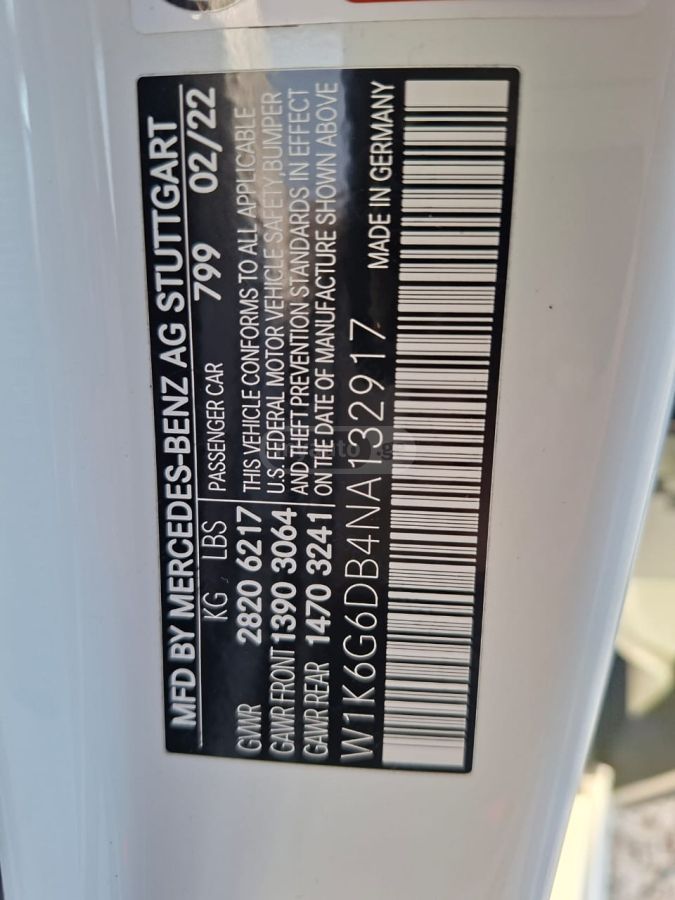 MFD BY MERCEDES-BENZ AG STUTTGART
KG LBS PASSENGER CAR 799 02/22
GVWR 2820 6217 THIS VEHICLE CONFORMS TO ALL APPLICABLE
GAWR FRONT 1390 3064 U.S. FEDERAL MOTOR VEHICLE SAFETY,BUMPER
GAWR REAR 1470 3241 AND THEFT PREVENTION STANDARDS IN EFFECT
ON THE DATE OF MANUFACTURE SHOWN ABOVE
W1K6G6DB4NA132917 MADE IN GERMANY